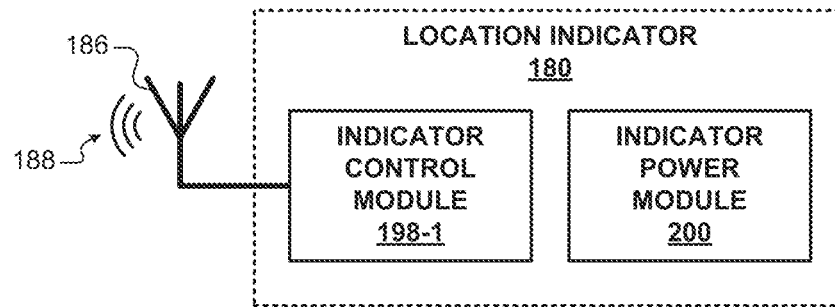 186
188
LOCATION INDICATOR
180
INDICATOR
CONTROL
MODULE
198-1
INDICATOR
POWER
MODULE
200